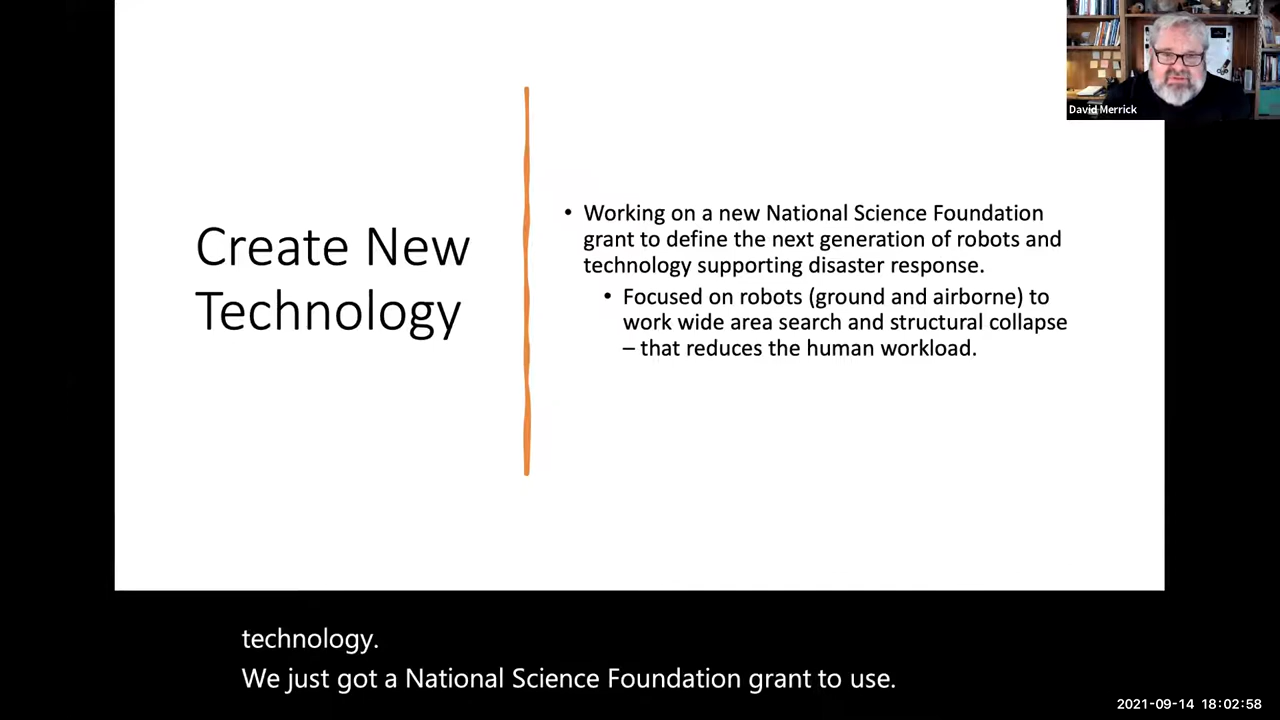 David Merrick
Create New
Technology
• Working on a new National Science Foundation
grant to define the next generation of robots and
technology supporting disaster response.
• Focused on robots (ground and airborne) to
work wide area search and structural collapse
– that reduces the human workload.
technology.
We just got a National Science Foundation grant to use.
2021-09-14 18:02:58